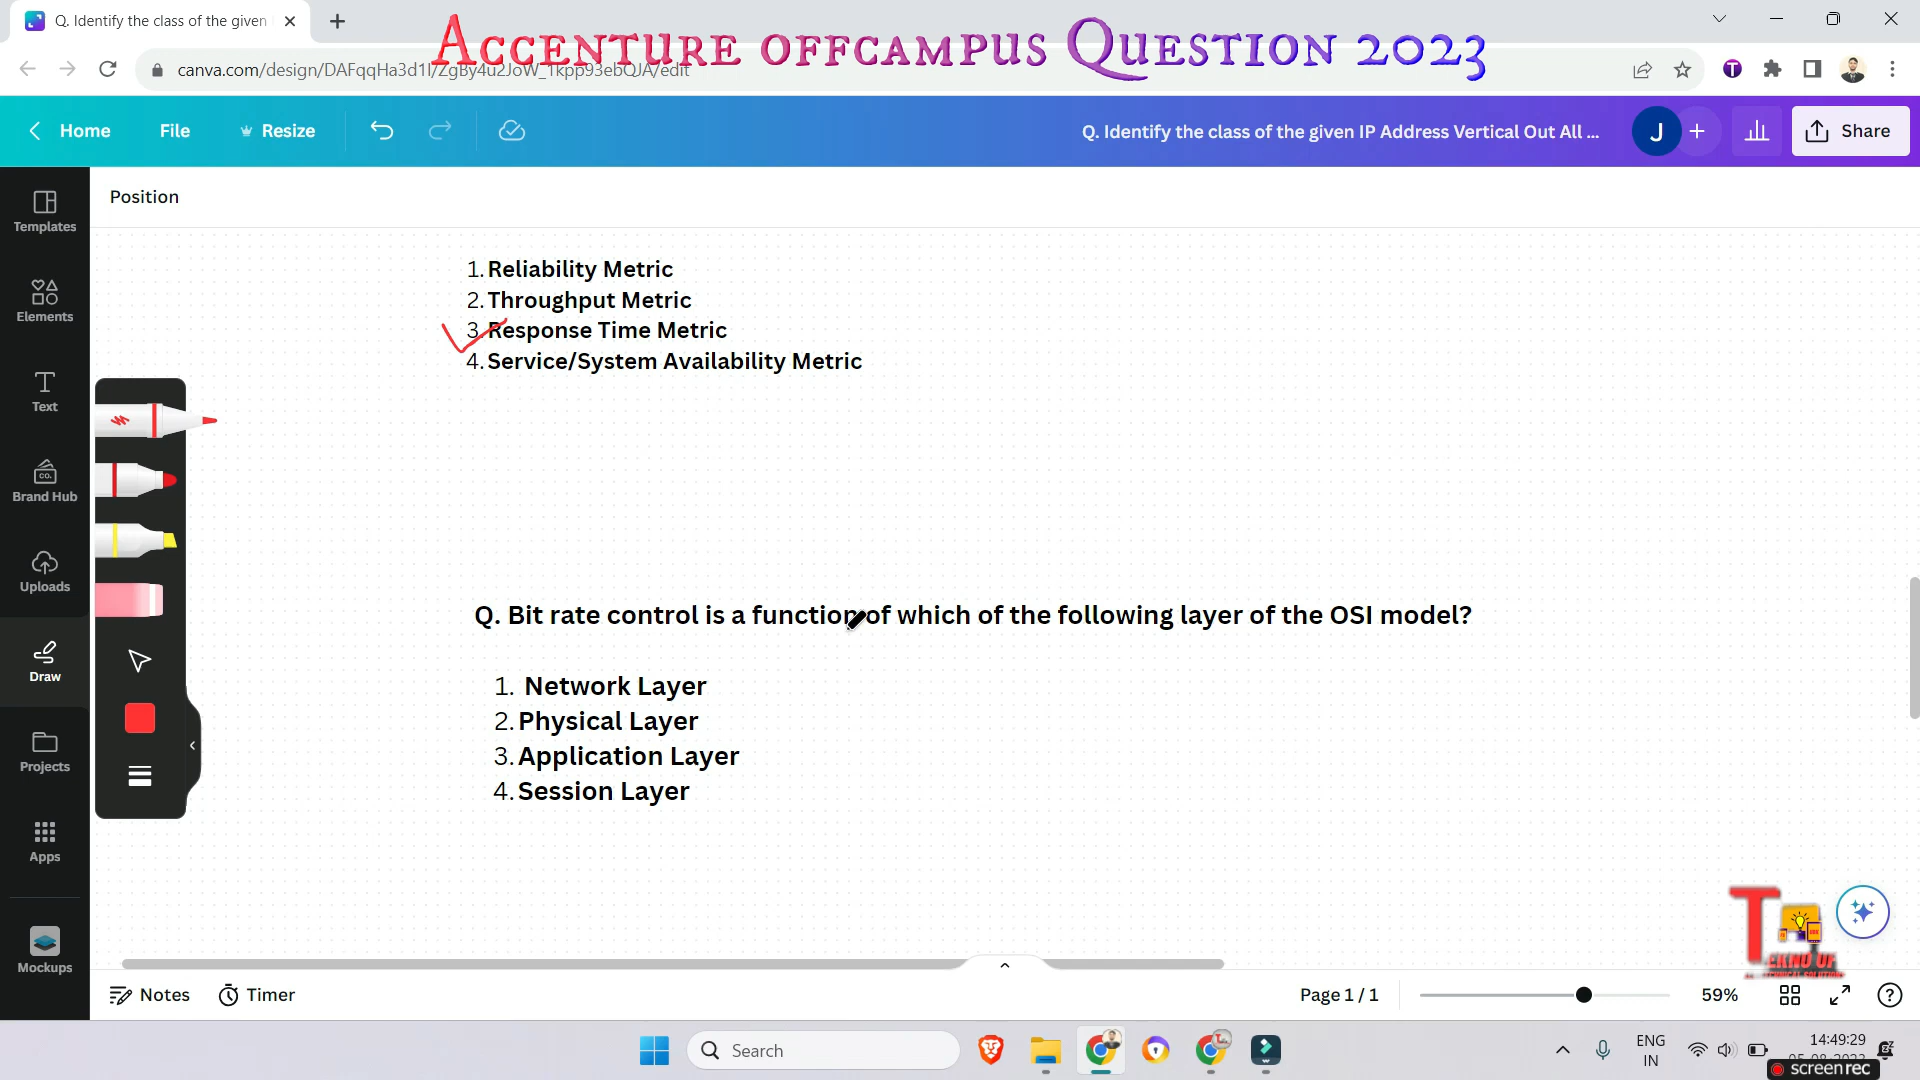 Q. Identify the class of the given
ACCENTURE OFFCAMPUS QUESTION 2023
canva.com/design/DAFqqHa3d1I/ZgBy4u2JoW_1kpp93ebQJA/edit
Home
File
Resize
Q. Identify the class of the given IP Address Vertical Out All ...
J
Share
Position
Templates
Elements
Text
CO.
Brand Hub
Uploads
Draw
Projects
Apps
Mockups
1. Reliability Metric
2. Throughput Metric
3. Response Time Metric
4. Service/System Availability Metric
Q. Bit rate control is a function of which of the following layer of the OSI model?
1. Network Layer
2. Physical Layer
3. Application Layer
4. Session Layer
Notes
Timer
Page 1 / 1
59%
Search
ENG
IN
14:49:29
05-08-2023
screenrec